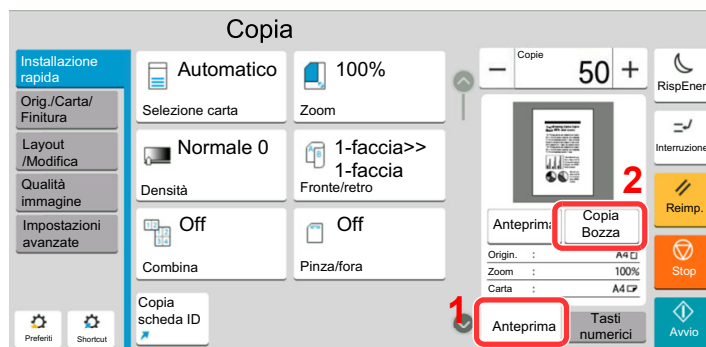 Copia
Installazione
rapida
Orig./Carta/
Finitura
Layout
/Modifica
Qualità
immagine
Impostazioni
avanzate
Preferiti
Shortcut
Automatico
Selezione carta
100%
Zoom
Normale 0
Densità
1-faccia>>
1-faccia
Fronte/retro
Off
Combina
Off
Pinza/fora
Copia
scheda ID
Copie
50
2
Anteprima
Copia
Bozza
Origin. : A4
Zoom : 100%
Carta : A4
1
Anteprima
Tasti
numerici
RispEner
Interruzione
Reimp.
Stop
Avvio